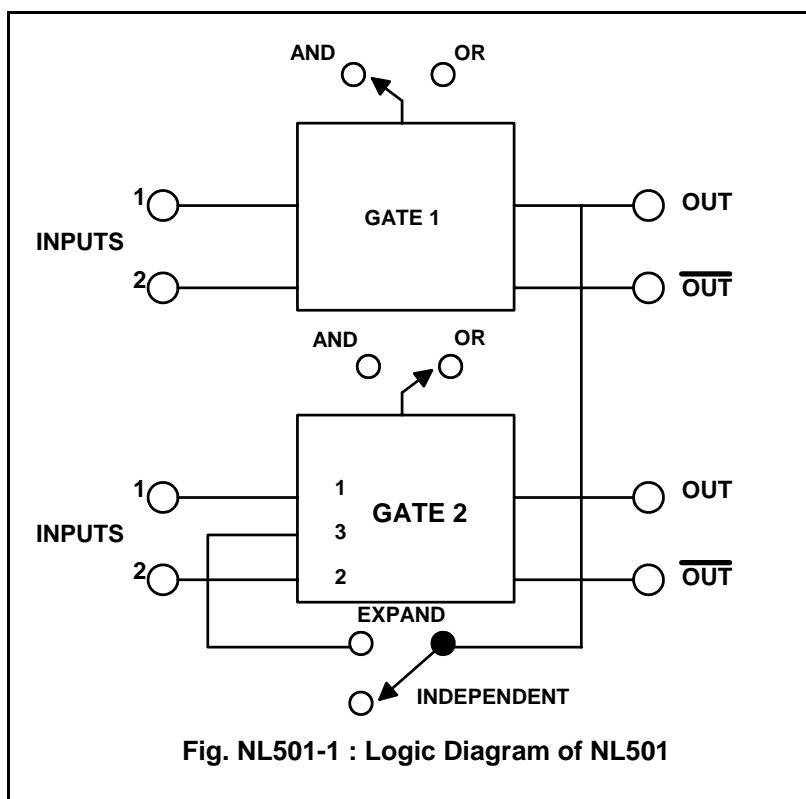 AND OR
1
GATE 1
OUT
INPUTS
2
OUT
AND OR
1 1
GATE 2
OUT
INPUTS
3
2 2
OUT
EXPAND
INDEPENDENT
Fig. NL501-1 : Logic Diagram of NL501